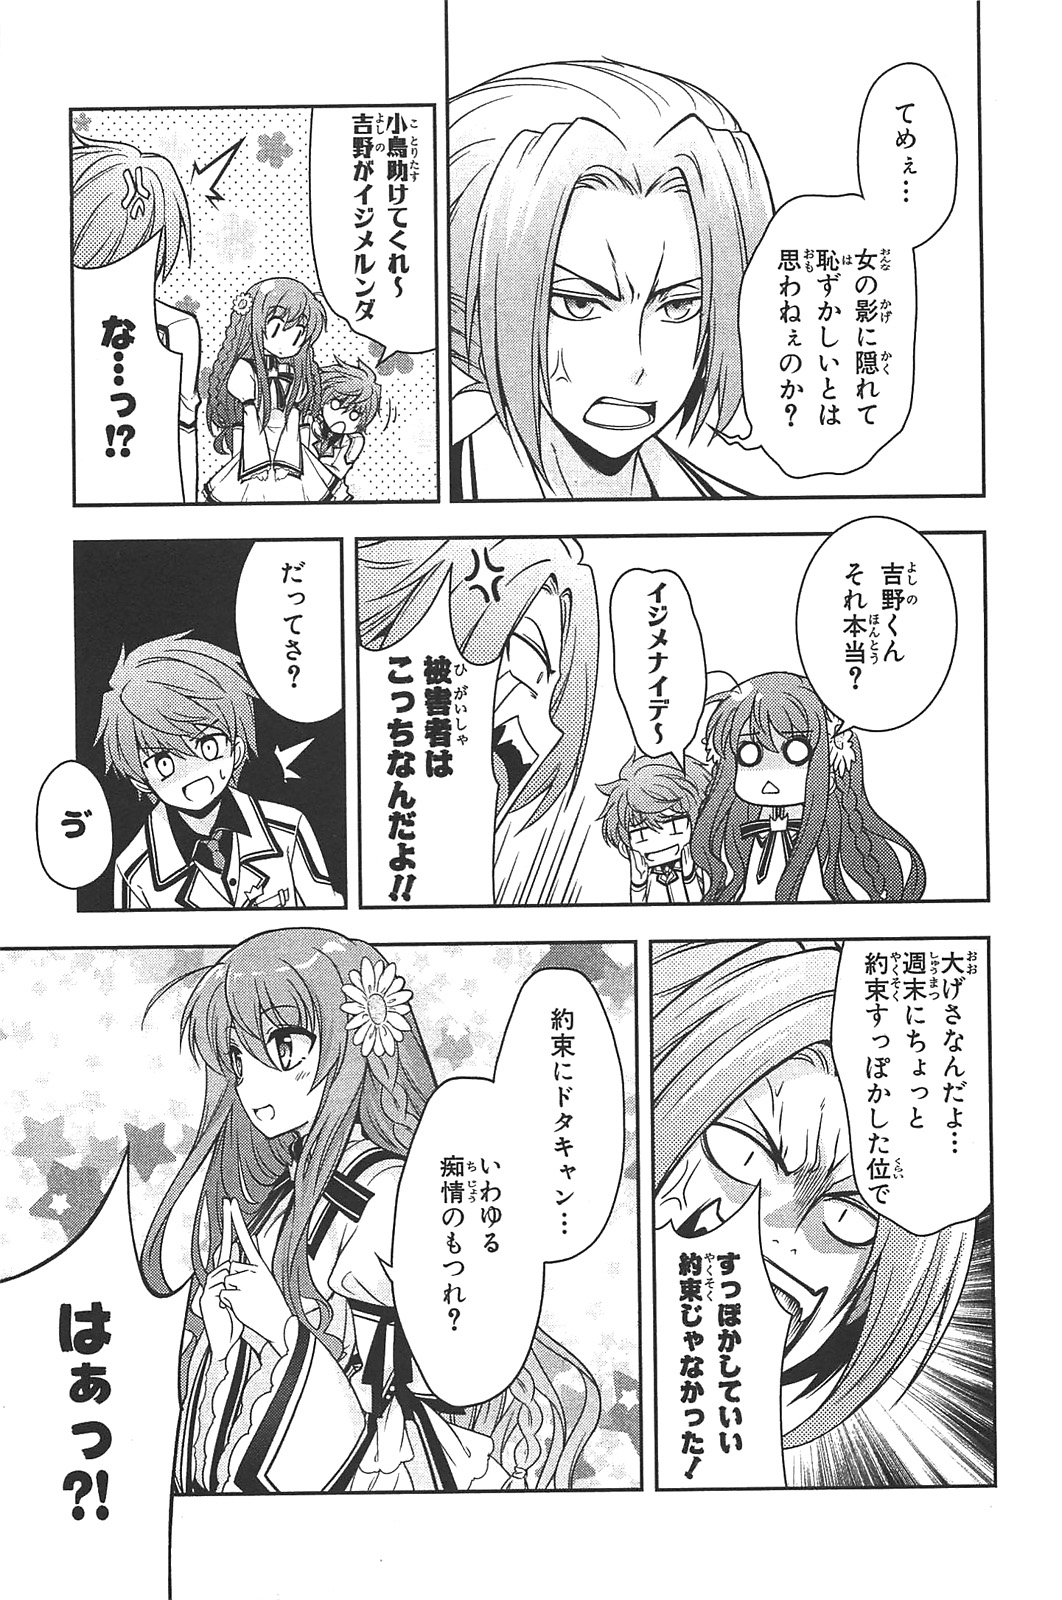 てめぇ…
女の影に隠れて
恥ずかしいとは
思わねぇのか？
小鳥助けてくれ～
吉野がイジメルンダ
な…っ!?
吉野くん
それ本当？
イジメナイデ～
被害者は
こっちなんだよ!!
だってさ？
ゔ
大げさなんだよ…
週末にちょっと
約束すっぽかした位で
すっぽかしていい
約束じゃなかった！
約束にドタキャン…
いわゆる
痴情のもつれ？
はぁっ?!